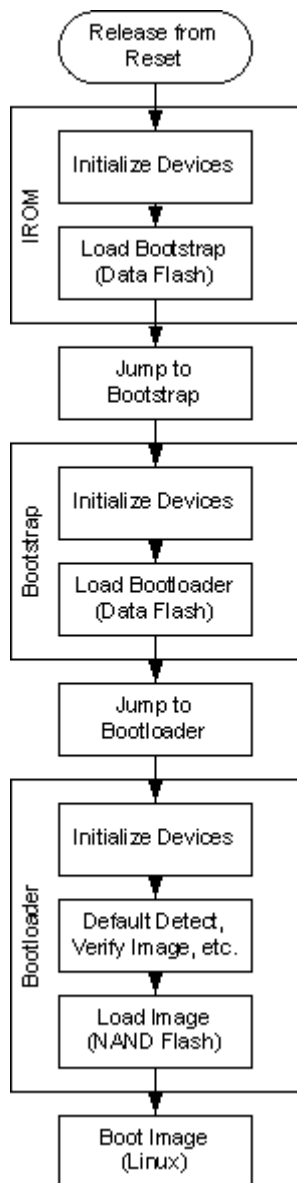 Release from
Reset
IROM
Initialize Devices
Load Bootstrap
(Data Flash)
Jump to
Bootstrap
Bootstrap
Initialize Devices
Load Bootloader
(Data Flash)
Jump to
Bootloader
Bootloader
Initialize Devices
Default Detect,
Verify Image, etc.
Load Image
(NAND Flash)
Boot Image
(Linux)